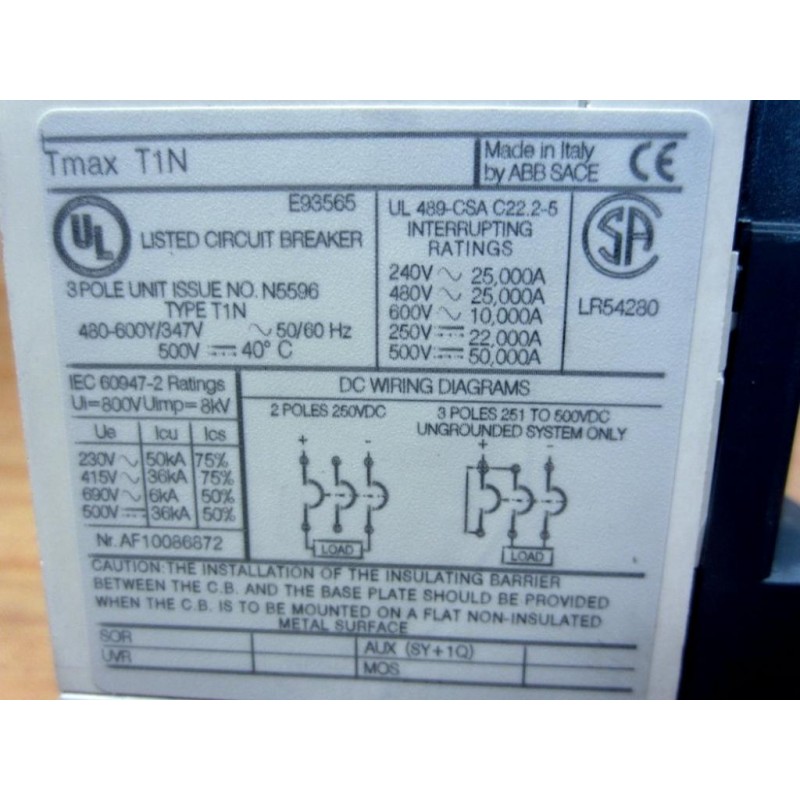 Tmax T1N
Made in Italy
by ABB SACE
CE
UL
E93565
LISTED CIRCUIT BREAKER
3 POLE UNIT ISSUE NO. N5596
TYPE T1N
480-600Y/347V ∿ 50/60 Hz
500V ⎓ 40° C
UL 489-CSA C22.2-5
INTERRUPTING
RATINGS
240V ∿ 25,000A
480V ∿ 25,000A
600V ∿ 10,000A
250V ⎓ 22,000A
500V ⎓ 50,000A
SA
LR54280
IEC 60947-2 Ratings
Ui=800V Uimp=8kV
Ue Icu Ics
230V ∿ 50kA 75%
415V ∿ 36kA 75%
690V ∿ 6kA 50%
500V ⎓ 36kA 50%
Nr. AF10086872
DC WIRING DIAGRAMS
2 POLES 250VDC
+ -
LOAD
3 POLES 251 TO 500VDC
UNGROUNDED SYSTEM ONLY
+ -
LOAD
CAUTION: THE INSTALLATION OF THE INSULATING BARRIER
BETWEEN THE C.B. AND THE BASE PLATE SHOULD BE PROVIDED
WHEN THE C.B. IS TO BE MOUNTED ON A FLAT NON-INSULATED
METAL SURFACE
SOR AUX (SY+1Q)
UVR MOS